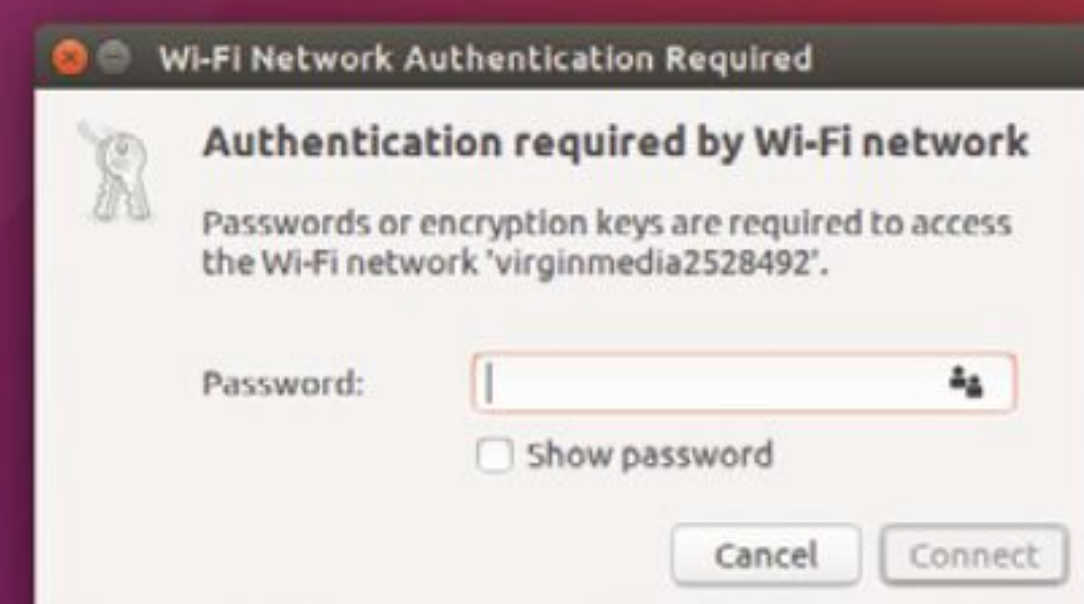 Wi-Fi Network Authentication Required
Authentication required by Wi-Fi network
Passwords or encryption keys are required to access
the Wi-Fi network 'virginmedia2528492'.
Password:
Show password
Cancel
Connect